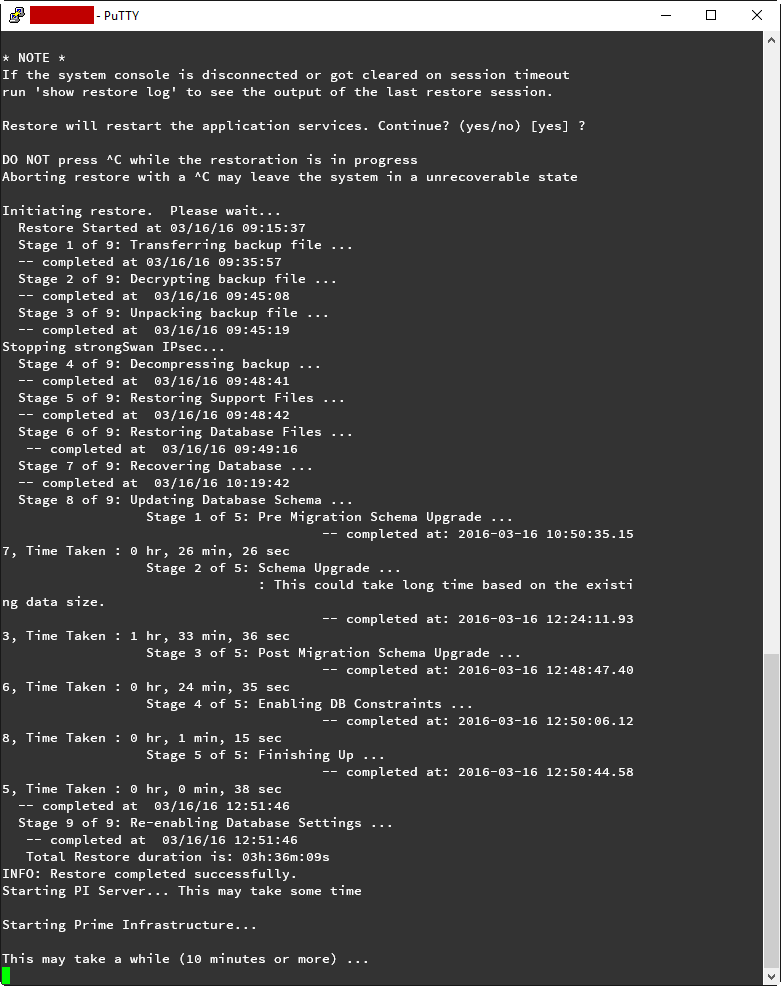 - PuTTY
* NOTE *
If the system console is disconnected or got cleared on session timeout
run 'show restore log' to see the output of the last restore session.
Restore will restart the application services. Continue? (yes/no) [yes] ?
DO NOT press ^C while the restoration is in progress
Aborting restore with a ^C may leave the system in a unrecoverable state
Initiating restore.  Please wait...
  Restore Started at 03/16/16 09:15:37
  Stage 1 of 9: Transferring backup file ...
  -- completed at 03/16/16 09:35:57
  Stage 2 of 9: Decrypting backup file ...
  -- completed at  03/16/16 09:45:08
  Stage 3 of 9: Unpacking backup file ...
  -- completed at  03/16/16 09:45:19
Stopping strongSwan IPsec...
  Stage 4 of 9: Decompressing backup ...
  -- completed at  03/16/16 09:48:41
  Stage 5 of 9: Restoring Support Files ...
  -- completed at  03/16/16 09:48:42
  Stage 6 of 9: Restoring Database Files ...
   -- completed at  03/16/16 09:49:16
  Stage 7 of 9: Recovering Database ...
  -- completed at  03/16/16 10:19:42
  Stage 8 of 9: Updating Database Schema ...
                  Stage 1 of 5: Pre Migration Schema Upgrade ...
                                        -- completed at: 2016-03-16 10:50:35.15
7, Time Taken : 0 hr, 26 min, 26 sec
                  Stage 2 of 5: Schema Upgrade ...
                                : This could take long time based on the existi
ng data size.
                                        -- completed at: 2016-03-16 12:24:11.93
3, Time Taken : 1 hr, 33 min, 36 sec
                  Stage 3 of 5: Post Migration Schema Upgrade ...
                                        -- completed at: 2016-03-16 12:48:47.40
6, Time Taken : 0 hr, 24 min, 35 sec
                  Stage 4 of 5: Enabling DB Constraints ...
                                        -- completed at: 2016-03-16 12:50:06.12
8, Time Taken : 0 hr, 1 min, 15 sec
                  Stage 5 of 5: Finishing Up ...
                                        -- completed at: 2016-03-16 12:50:44.58
5, Time Taken : 0 hr, 0 min, 38 sec
  -- completed at  03/16/16 12:51:46
  Stage 9 of 9: Re-enabling Database Settings ...
   -- completed at  03/16/16 12:51:46
   Total Restore duration is: 03h:36m:09s
INFO: Restore completed successfully.
Starting PI Server... This may take some time
Starting Prime Infrastructure...
This may take a while (10 minutes or more) ...